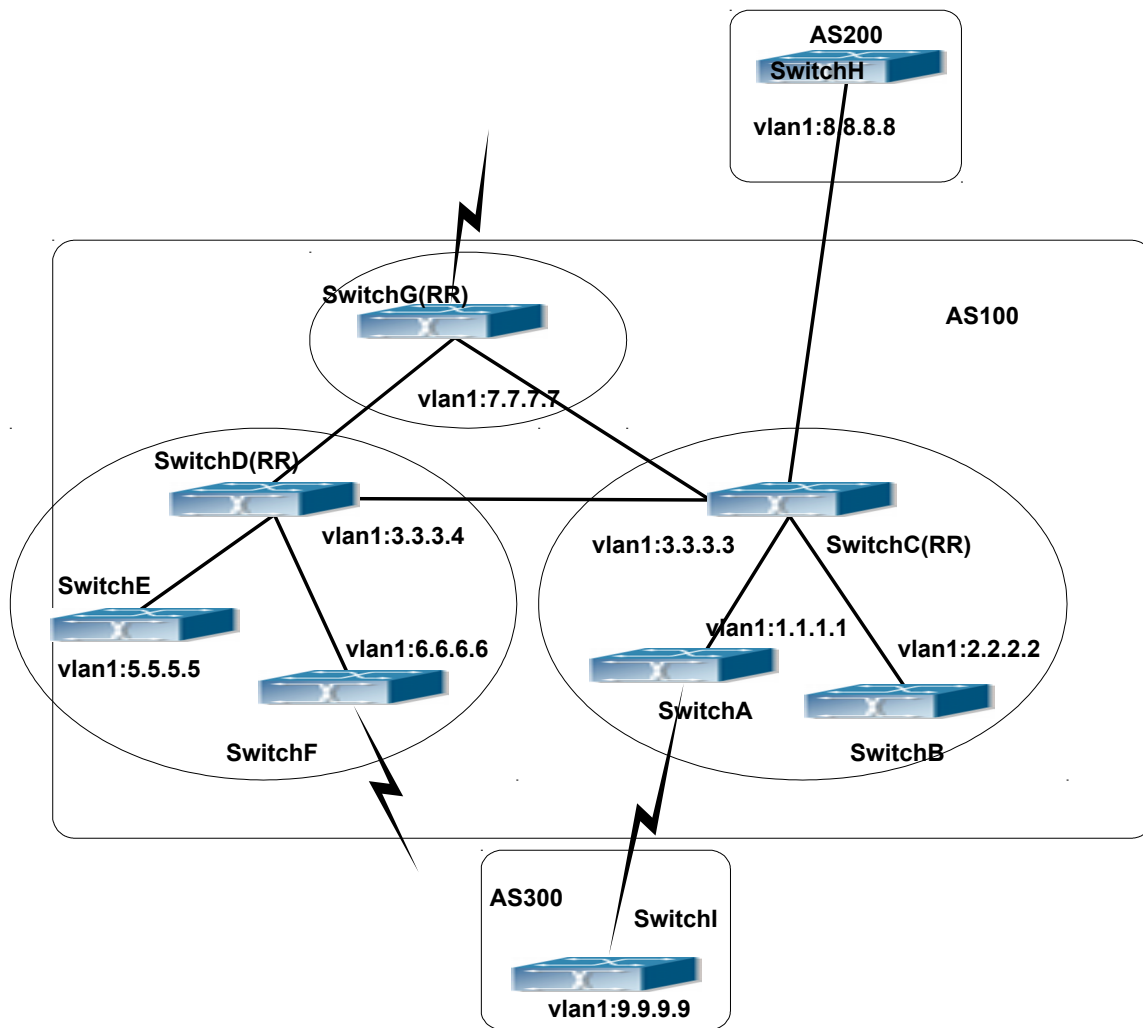 AS200
SwitchH
vlan1:8.8.8.8
SwitchG(RR)
AS100
vlan1:7.7.7.7
SwitchD(RR)
vlan1:3.3.3.4
vlan1:3.3.3.3
SwitchC(RR)
SwitchE
vlan1:5.5.5.5
vlan1:6.6.6.6
vlan1:1.1.1.1
vlan1:2.2.2.2
SwitchF
SwitchA
SwitchB
AS300
SwitchI
vlan1:9.9.9.9